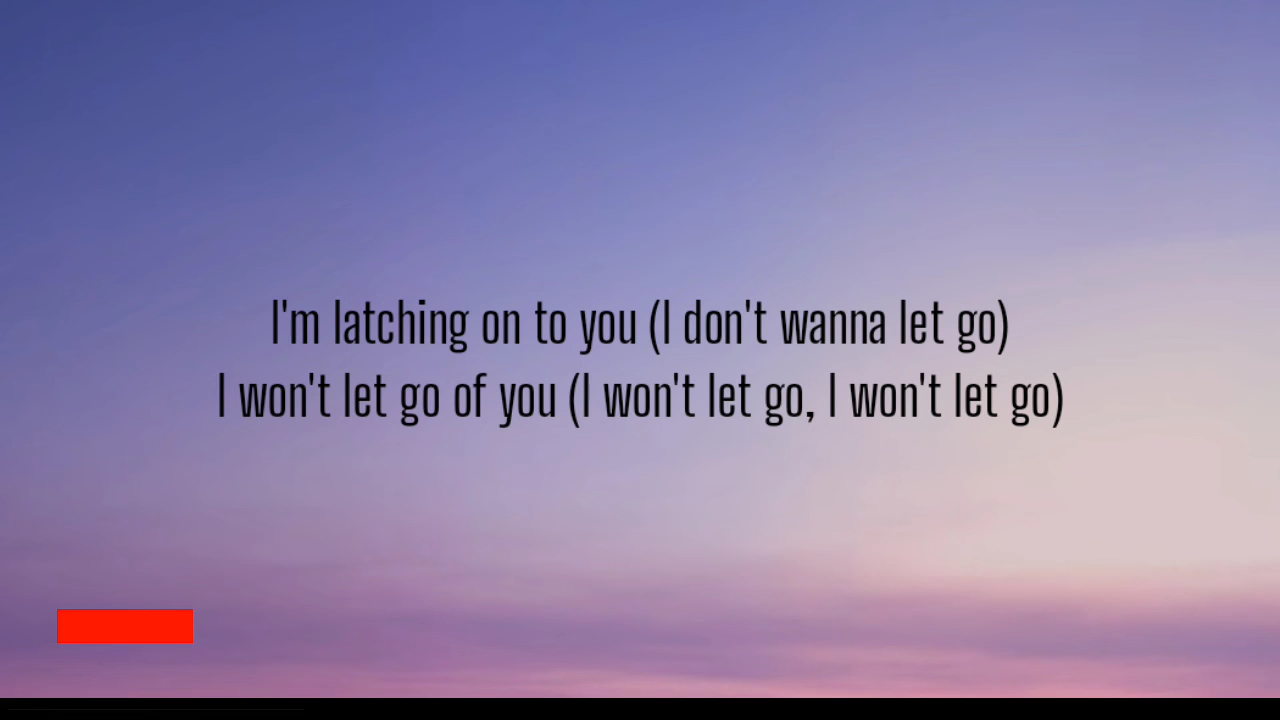 I'm latching on to you (I don't wanna let go)
I won't let go of you (I won't let go, I won't let go)